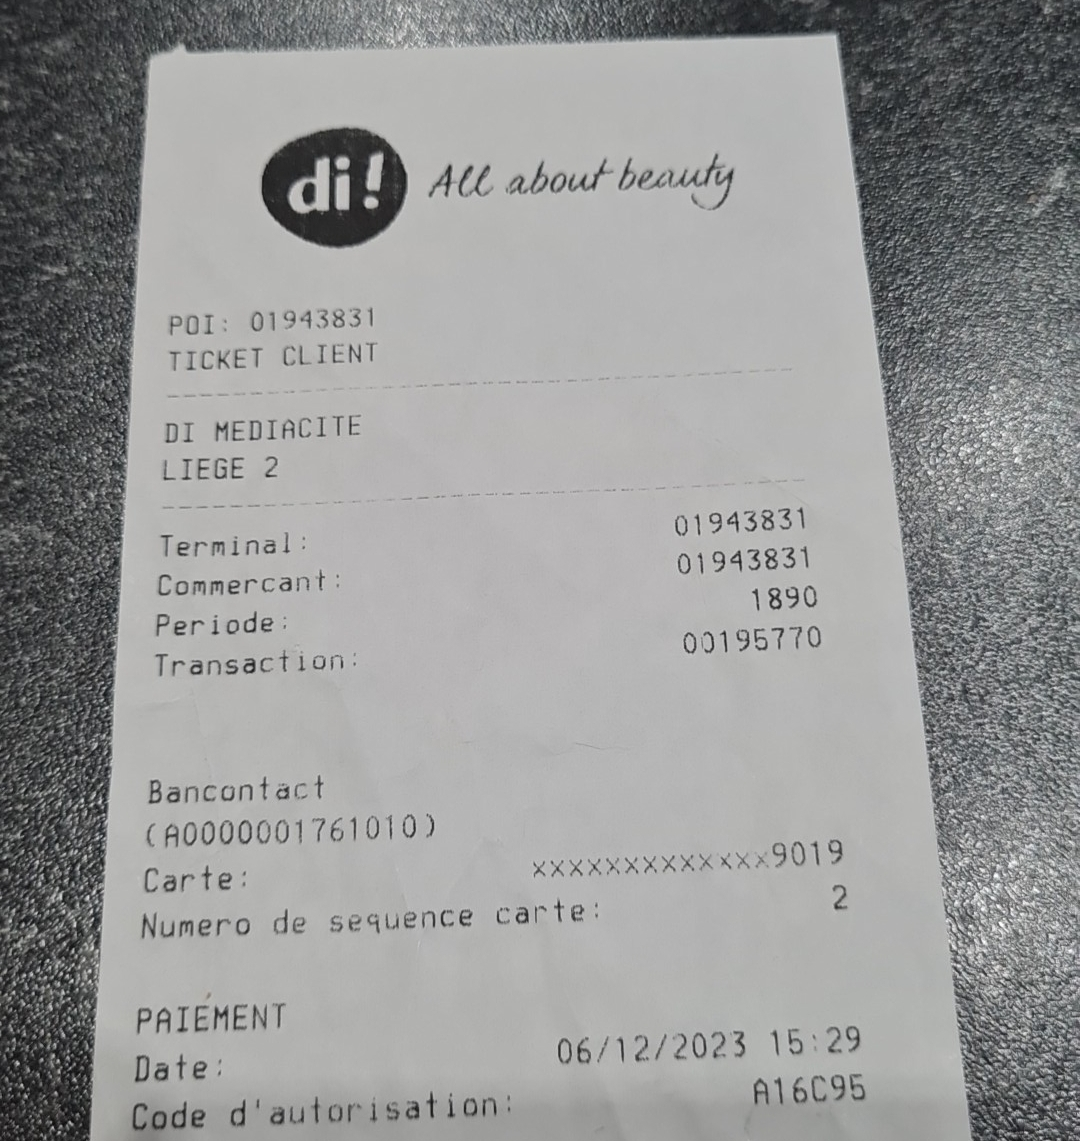 di! All about beauty
POI: 01943831
TICKET CLIENT
DI MEDIACITE
LIEGE 2
Terminal: 01943831
Commercant: 01943831
Periode: 1890
Transaction: 00195770
Bancontact
(A0000001761010)
Carte: xxxxxxxxxxxxx9019
Numero de sequence carte: 2
PAIEMENT
Date: 06/12/2023 15:29
Code d'autorisation: A16C95